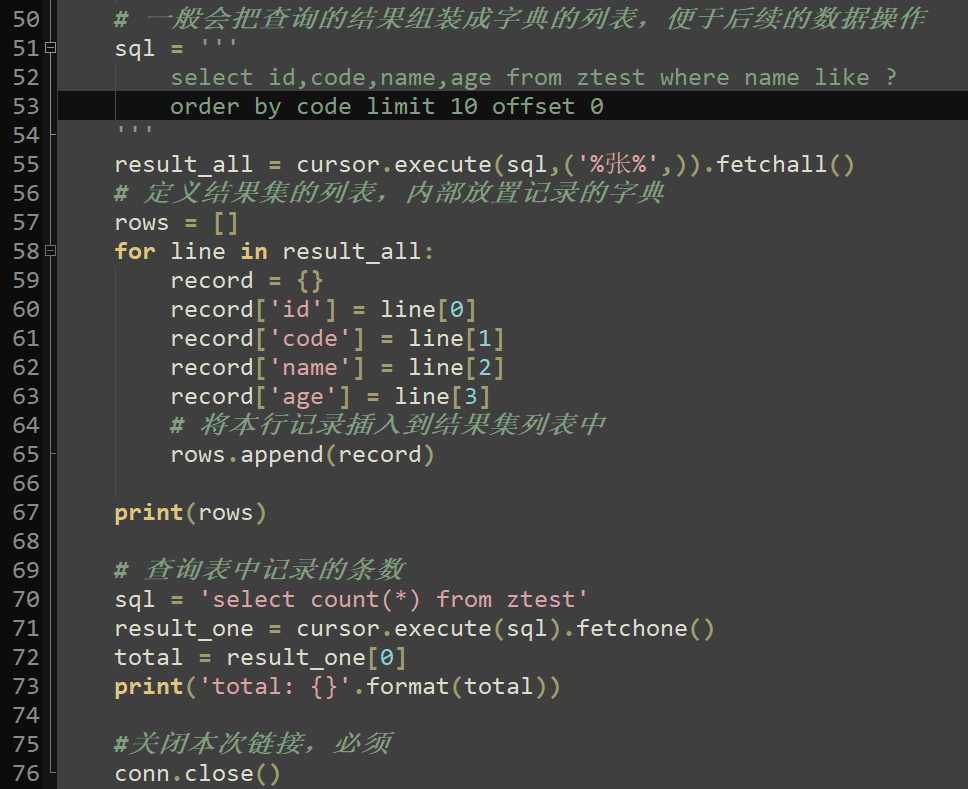 50 # 一般会把查询的结果组装成字典的列表，便于后续的数据操作
51 sql = '''
52 select id,code,name,age from ztest where name like ?
53 order by code limit 10 offset 0
54 '''
55 result_all = cursor.execute(sql,('%张%',)).fetchall()
56 # 定义结果集的列表，内部放置记录的字典
57 rows = []
58 for line in result_all:
59 record = {}
60 record['id'] = line[0]
61 record['code'] = line[1]
62 record['name'] = line[2]
63 record['age'] = line[3]
64 # 将本行记录插入到结果集列表中
65 rows.append(record)
66
67 print(rows)
68
69 # 查询表中记录的条数
70 sql = 'select count(*) from ztest'
71 result_one = cursor.execute(sql).fetchone()
72 total = result_one[0]
73 print('total: {}'.format(total))
74
75 #关闭本次链接，必须
76 conn.close()